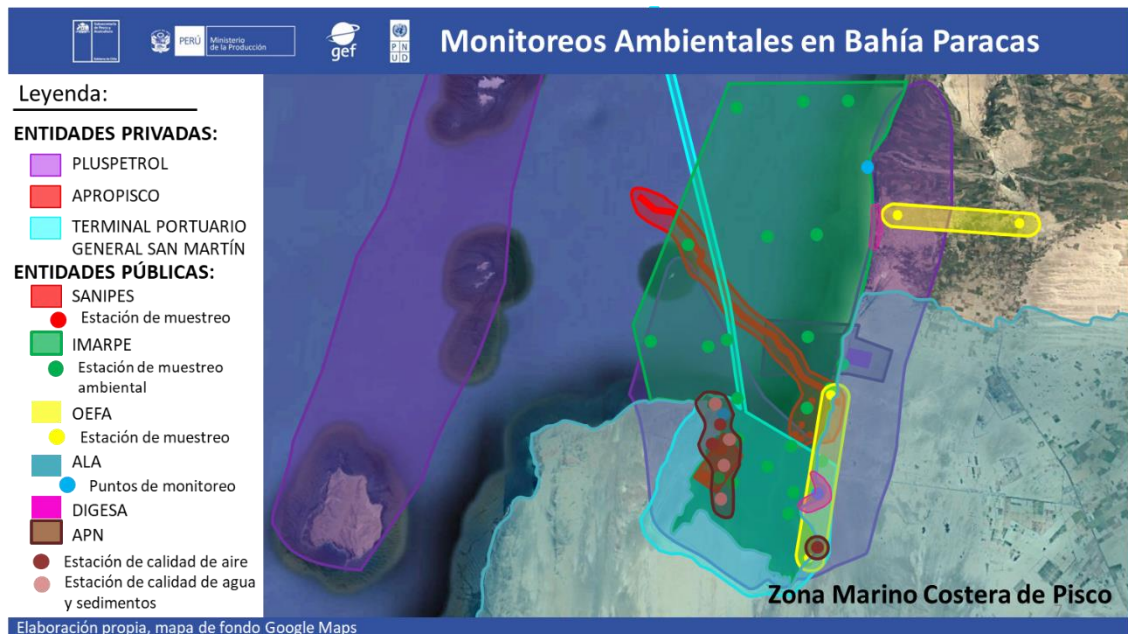 PERÚ
Ministerio
de la Producción
gef
P N
U D
Monitoreos Ambientales en Bahía Paracas
Leyenda:
ENTIDADES PRIVADAS:
PLUSPETROL
APROPISCO
TERMINAL PORTUARIO
GENERAL SAN MARTÍN
ENTIDADES PÚBLICAS:
SANIPES
Estación de muestreo
IMARPE
Estación de muestreo
ambiental
OEFA
Estación de muestreo
ALA
Puntos de monitoreo
DIGESA
APN
Estación de calidad de aire
Estación de calidad de agua
y sedimentos
Zona Marino Costera de Pisco
Elaboración propia, mapa de fondo Google Maps